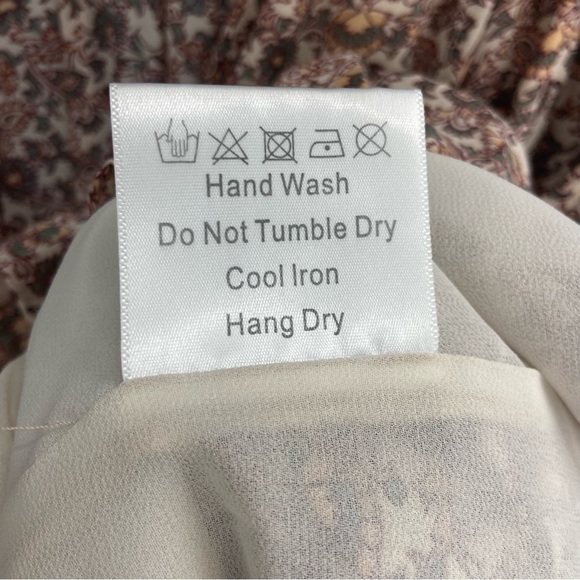 Hand Wash
Do Not Tumble Dry
Cool Iron
Hang Dry